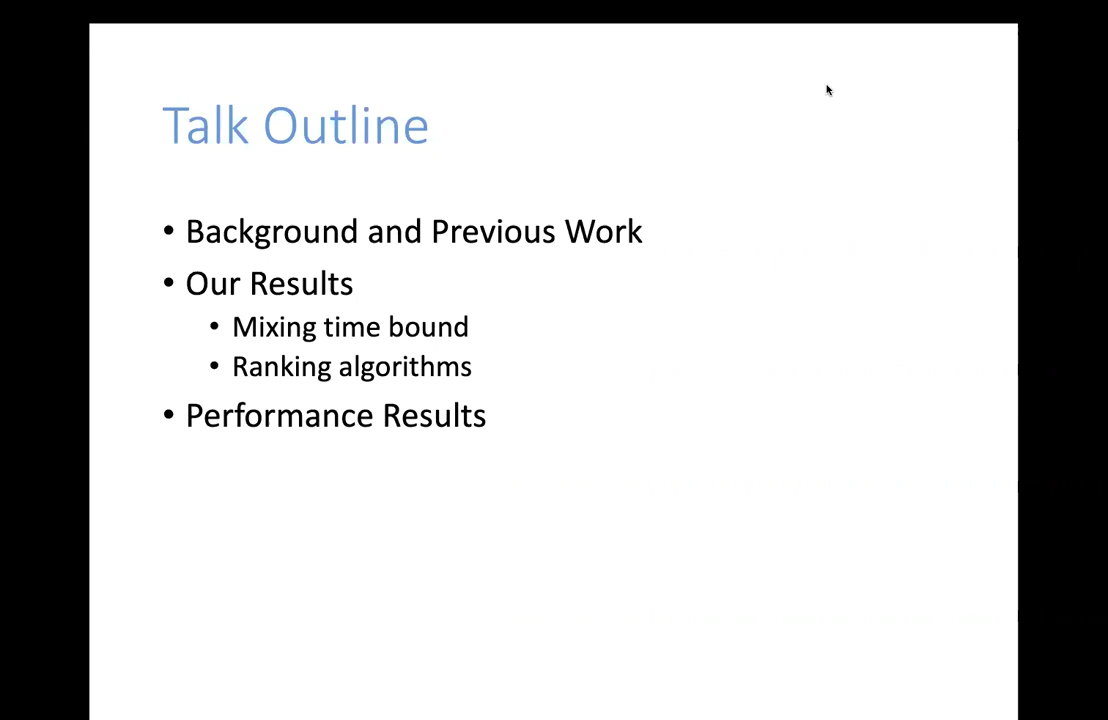 Talk Outline
• Background and Previous Work
• Our Results
• Mixing time bound
• Ranking algorithms
• Performance Results